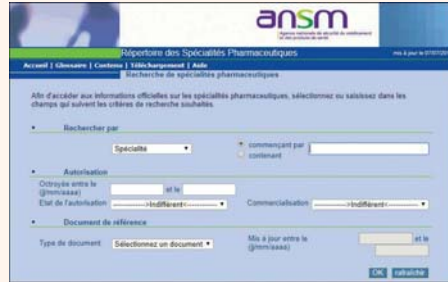 ansm
Agence nationale de sécurité du médicament
et des produits de santé
Répertoire des Spécialités Pharmaceutiques
Accueil | Glossaire | Contenu | Téléchargement | Aide
Recherche de spécialités pharmaceutiques
Afin d'accéder aux informations officielles sur les spécialités pharmaceutiques, sélectionnez ou saisissez dans les
champs qui suivent les critères de recherche souhaités.
Rechercher par
Spécialité
commençant par
contenant
Autorisation
Octroyée entre le
(jj/mm/aaaa)
et le
Etat de l'autorisation
>Indifférent<
Commercialisation
>Indifférent<
Document de référence
Type de document
Sélectionnez un document
Mis à jour entre le
(jj/mm/aaaa)
et le
OK
rafraîchir